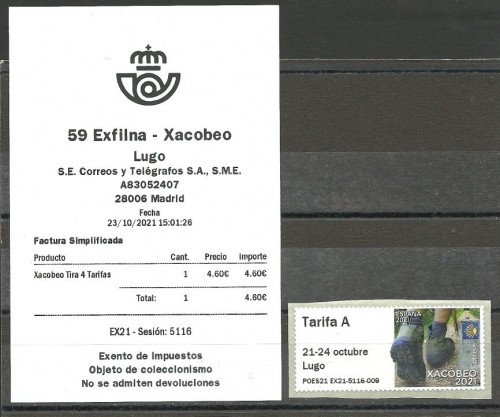 59 Exfilna - Xacobeo
Lugo
S.E. Correos y Telégrafos S.A., S.M.E.
A83052407
28006 Madrid
Fecha
23/10/2021 15:01:26
Factura Simplificada
Producto Cant. Precio Importe
Xacobeo Tira 4 Tarifas 1 4.60€ 4.60€
Total: 1 4.60€
EX21 - Sesión: 5116
Exento de impuestos
Objeto de coleccionismo
No se admiten devoluciones
Tarifa A
21-24 octubre
Lugo
P0ES21 EX21-5116-009
ESPAÑA
2021
Correos
XACOBEO
2021